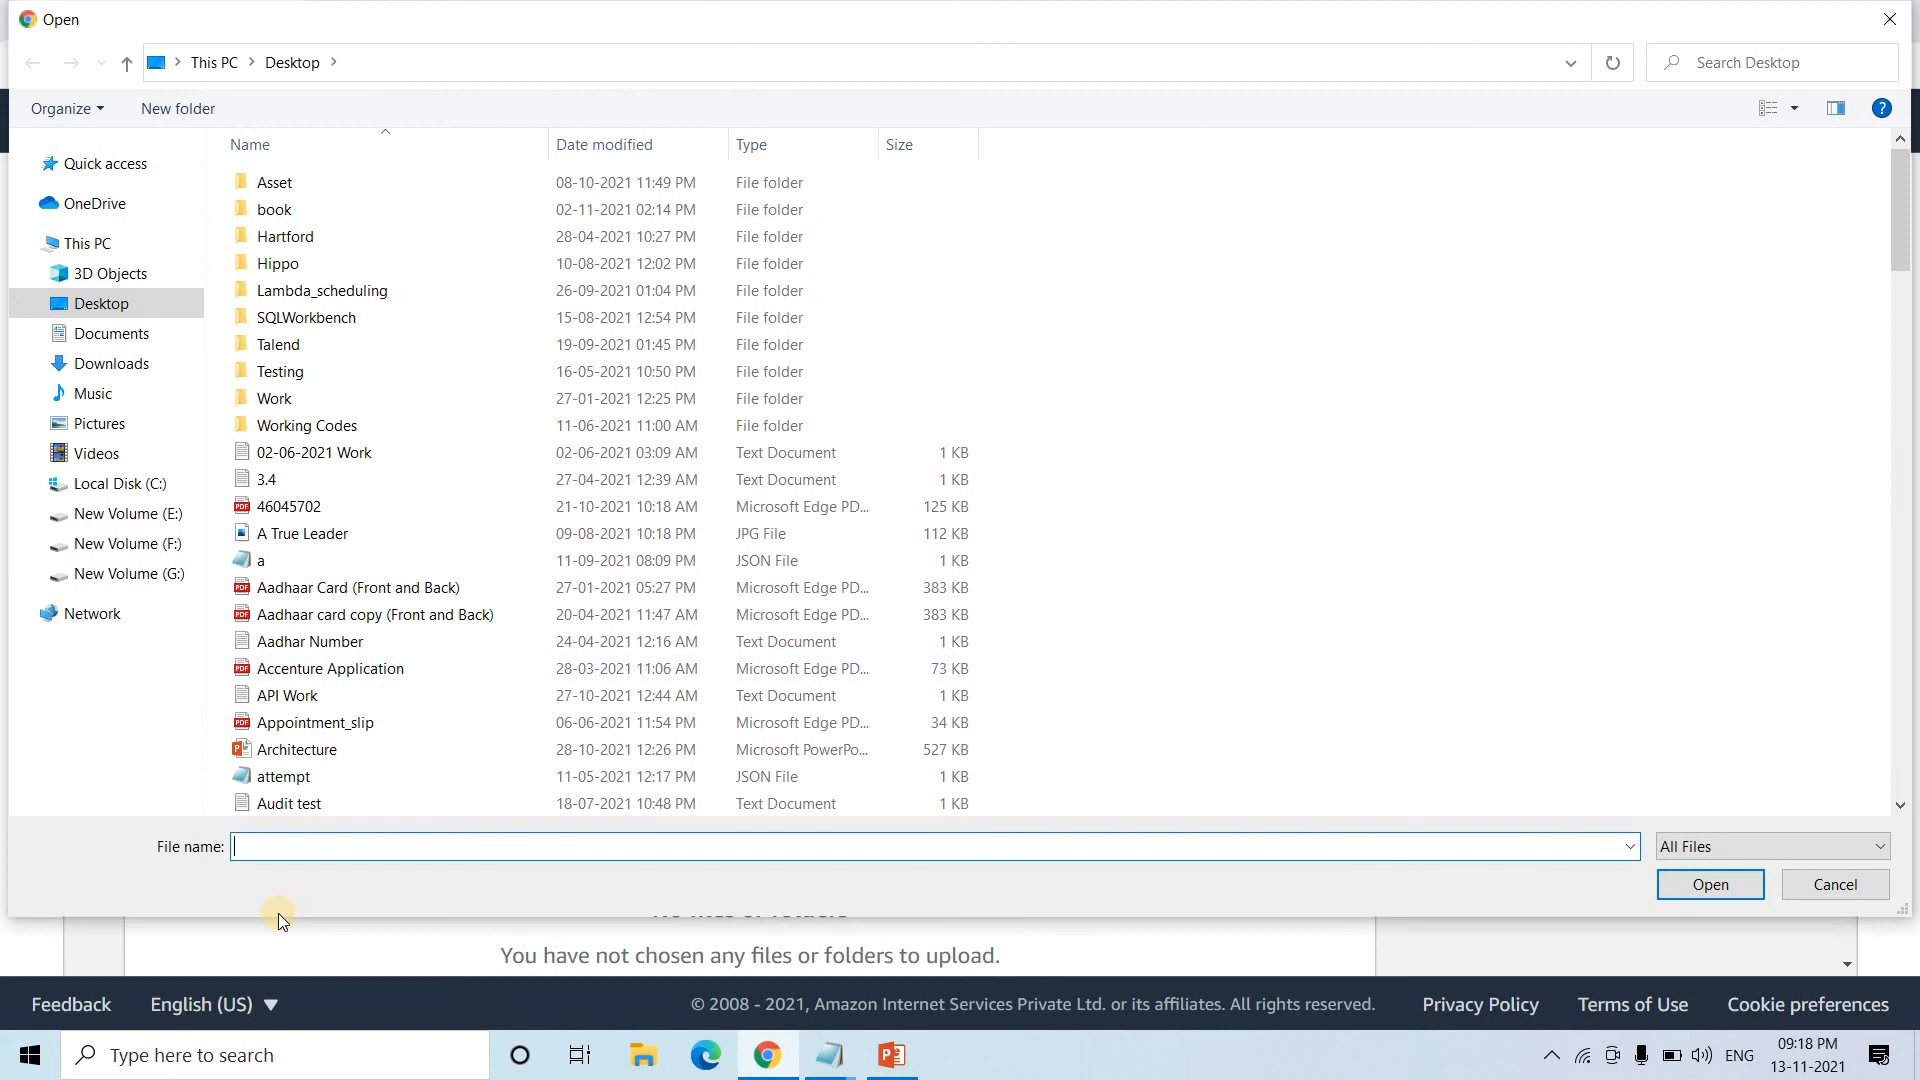 Open
This PC > Desktop >
Search Desktop
Organize
New folder
?
Name Date modified Type Size
Quick access
OneDrive
This PC
3D Objects
Desktop
Documents
Downloads
Music
Pictures
Videos
Local Disk (C:)
New Volume (E:)
New Volume (F:)
New Volume (G:)
Network
Asset 08-10-2021 11:49 PM File folder
book 02-11-2021 02:14 PM File folder
Hartford 28-04-2021 10:27 PM File folder
Hippo 10-08-2021 12:02 PM File folder
Lambda_scheduling 26-09-2021 01:04 PM File folder
SQLWorkbench 15-08-2021 12:54 PM File folder
Talend 19-09-2021 01:45 PM File folder
Testing 16-05-2021 10:50 PM File folder
Work 27-01-2021 12:25 PM File folder
Working Codes 11-06-2021 11:00 AM File folder
02-06-2021 Work 02-06-2021 03:09 AM Text Document 1 KB
3.4 27-04-2021 12:39 AM Text Document 1 KB
46045702 21-10-2021 10:18 AM Microsoft Edge PD... 125 KB
A True Leader 09-08-2021 10:18 PM JPG File 112 KB
a 11-09-2021 08:09 PM JSON File 1 KB
Aadhaar Card (Front and Back) 27-01-2021 05:27 PM Microsoft Edge PD... 383 KB
Aadhaar card copy (Front and Back) 20-04-2021 11:47 AM Microsoft Edge PD... 383 KB
Aadhar Number 24-04-2021 12:16 AM Text Document 1 KB
Accenture Application 28-03-2021 11:06 AM Microsoft Edge PD... 73 KB
API Work 27-10-2021 12:44 AM Text Document 1 KB
Appointment_slip 06-06-2021 11:54 PM Microsoft Edge PD... 34 KB
Architecture 28-10-2021 12:26 PM Microsoft PowerPo... 527 KB
attempt 11-05-2021 12:17 PM JSON File 1 KB
Audit test 18-07-2021 10:48 PM Text Document 1 KB
File name:
All Files
Open
Cancel
You have not chosen any files or folders to upload.
Feedback English (US) © 2008 - 2021, Amazon Internet Services Private Ltd. or its affiliates. All rights reserved. Privacy Policy Terms of Use Cookie preferences
Type here to search
ENG
09:18 PM
13-11-2021